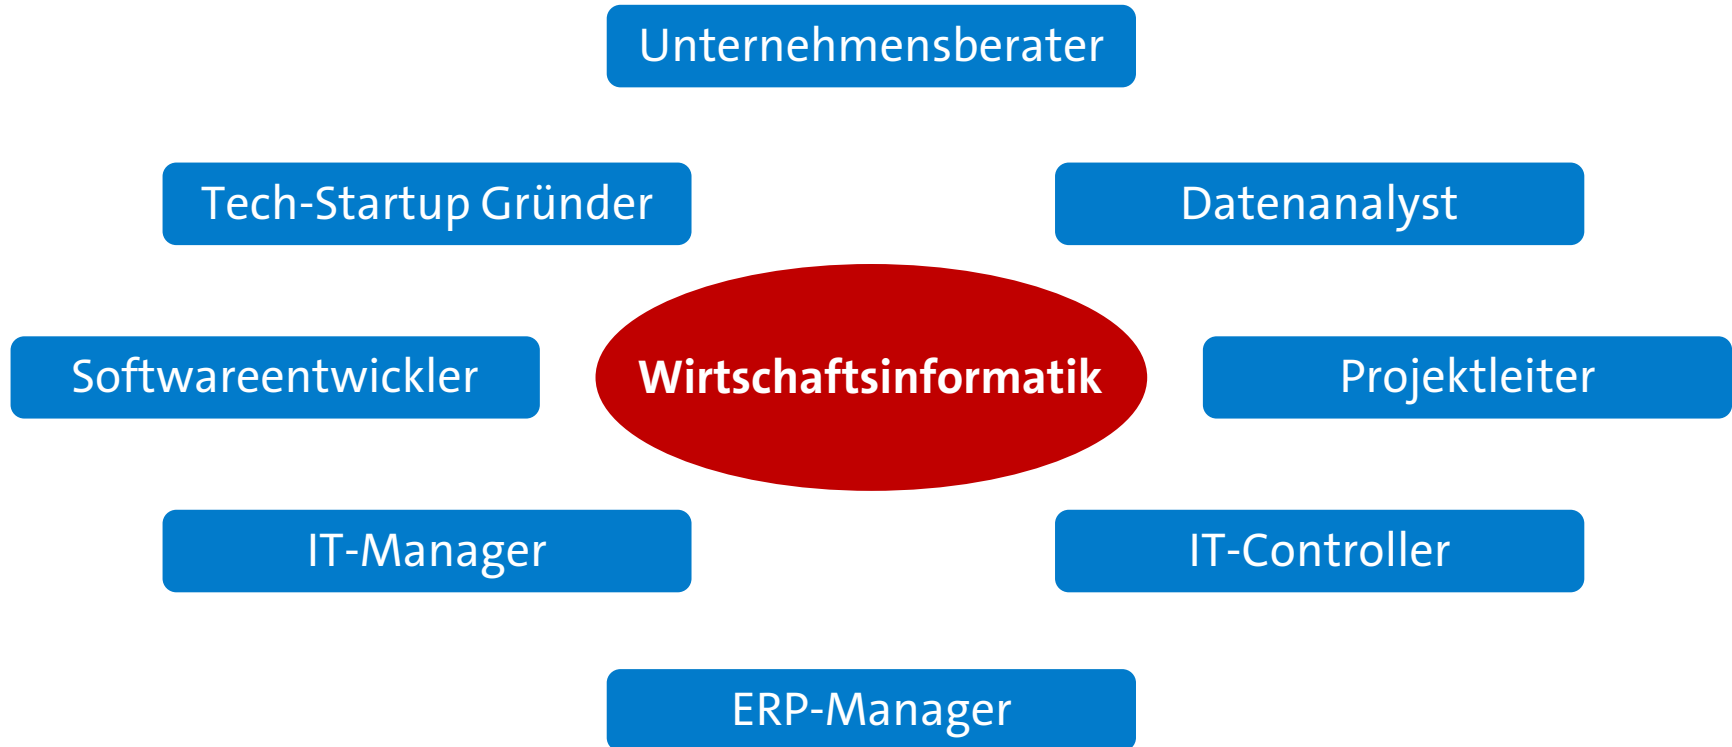 Unternehmensberater
Tech-Startup Gründer
Datenanalyst
Softwareentwickler
Wirtschaftsinformatik
Projektleiter
IT-Manager
IT-Controller
ERP-Manager